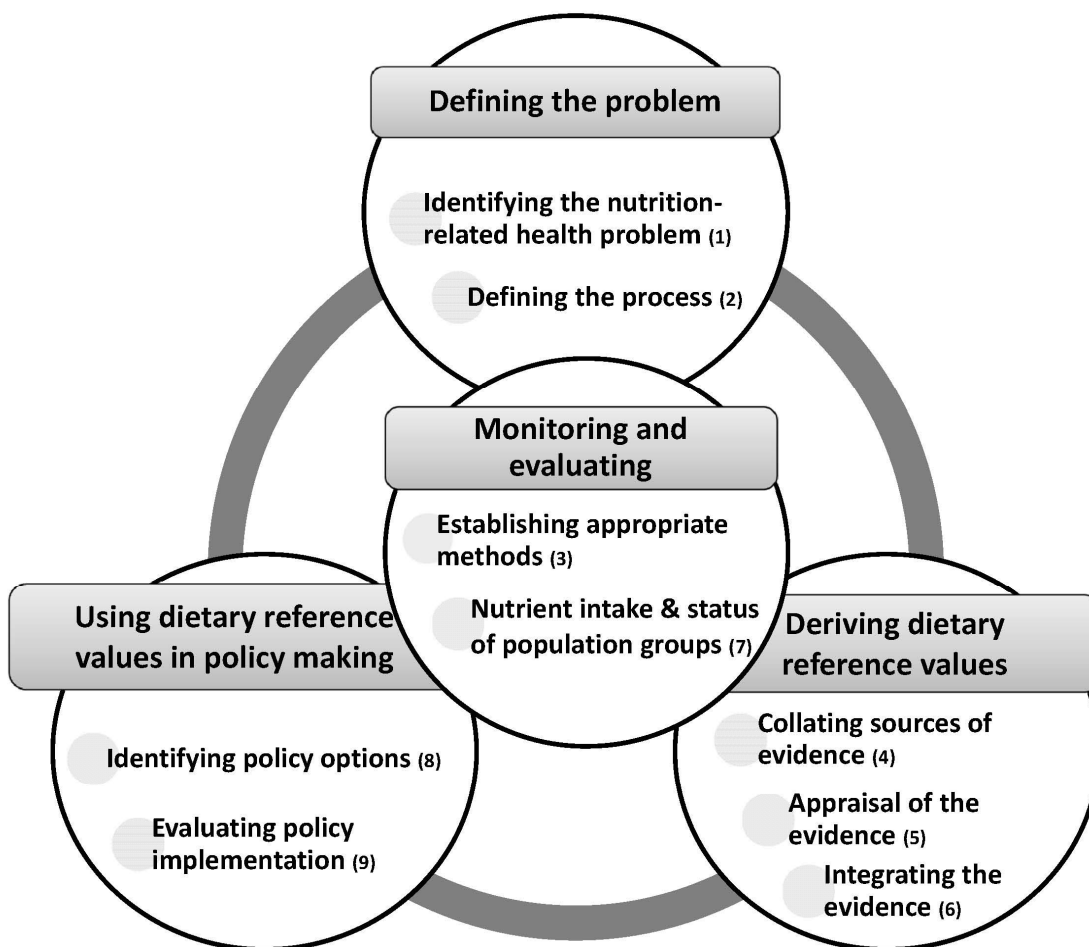 Defining the problem
Identifying the nutrition-
related health problem (1)
Defining the process (2)
Monitoring and
evaluating
Establishing appropriate
methods (3)
Nutrient intake & status
of population groups (7)
Using dietary reference
values in policy making
Identifying policy options (8)
Evaluating policy
implementation (9)
Deriving dietary
reference values
Collating sources of
evidence (4)
Appraisal of the
evidence (5)
Integrating the
evidence (6)